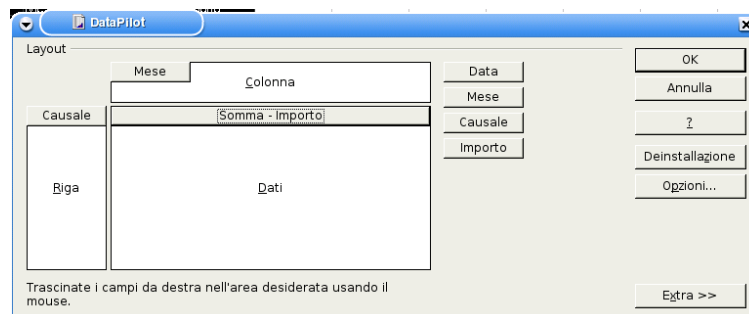 DataPilot
Layout
OK
Mese
Colonna
Data
Annulla
Mese
Causale
Somma - Importo
Causale
?
Importo
Deinstallazione
Riga
Dati
Opzioni...
Trascinate i campi da destra nell'area desiderata usando il
mouse.
Extra >>